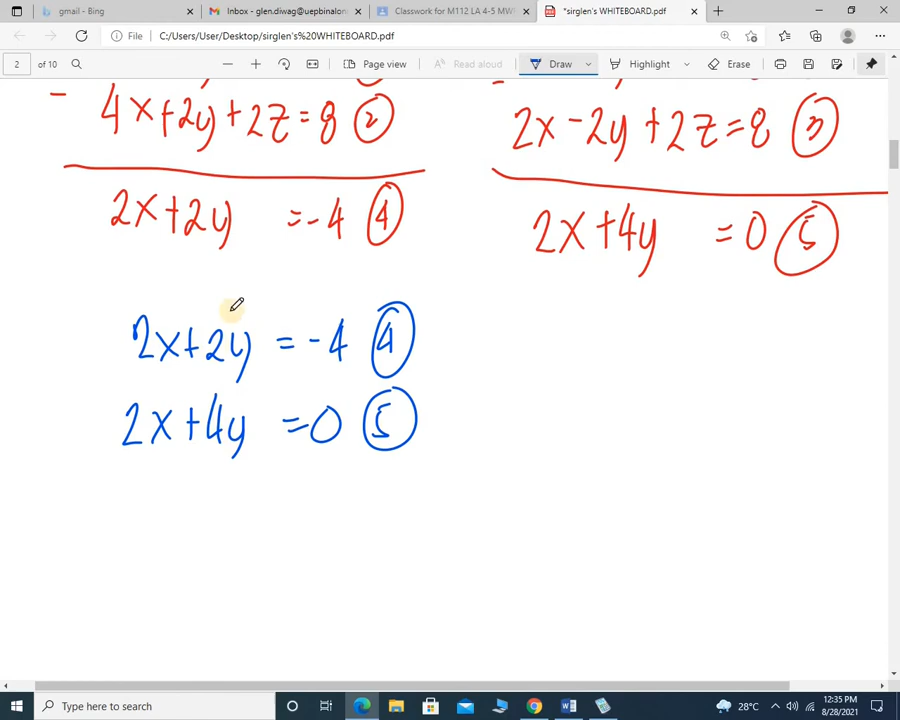 gmail - Bing
Inbox - glen.diwag@uepbinalon
Classwork for M112 LA 4-5 MW
*sirglen's WHITEBOARD.pdf
File
C:/Users/User/Desktop/sirglen's%20WHITEBOARD.pdf
2 of 10
Page view
Read aloud
Draw
Highlight
Erase
- 4x+2y+2z=8 ②
2x+2y =-4 ④
- 2x-2y+2z=8 ③
2x+4y =0 ⑤
2x+2y = -4 ④
2x+4y =0 ⑤
Type here to search
28°C
12:35 PM
8/28/2021